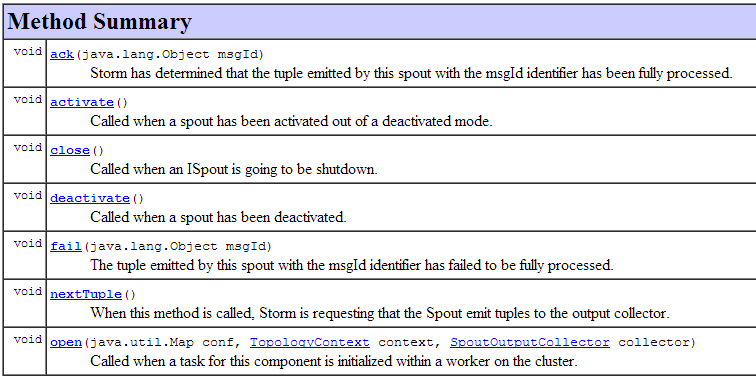 Method Summary
void ack(java.lang.Object msgId)
Storm has determined that the tuple emitted by this spout with the msgId identifier has been fully processed.
void activate()
Called when a spout has been activated out of a deactivated mode.
void close()
Called when an ISpout is going to be shutdown.
void deactivate()
Called when a spout has been deactivated.
void fail(java.lang.Object msgId)
The tuple emitted by this spout with the msgId identifier has failed to be fully processed.
void nextTuple()
When this method is called, Storm is requesting that the Spout emit tuples to the output collector.
void open(java.util.Map conf, TopologyContext context, SpoutOutputCollector collector)
Called when a task for this component is initialized within a worker on the cluster.